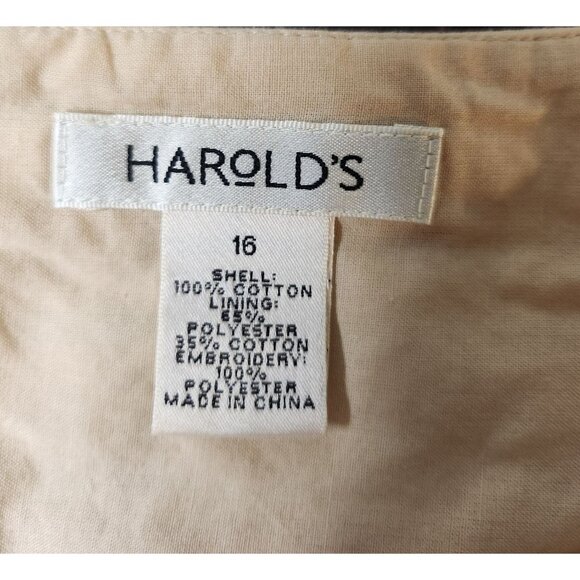 HAROLD'S
16
SHELL:
100% COTTON
LINING:
65%
POLYESTER
35% COTTON
EMBROIDERY:
100%
POLYESTER
MADE IN CHINA